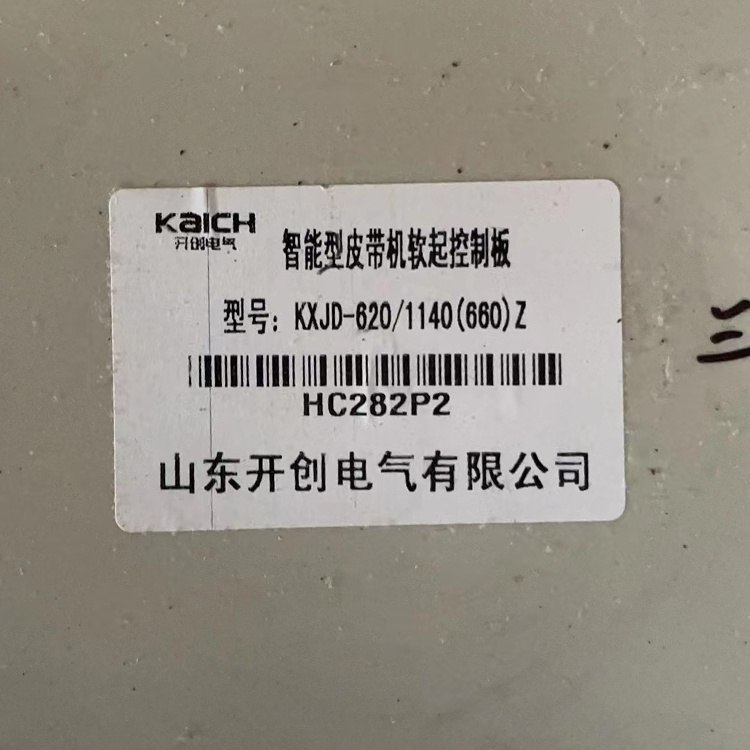 KAICH
开创电气
智能型皮带机软起控制板
型号: KXJD-620/1140(660)Z
HC282P2
山东开创电气有限公司
三